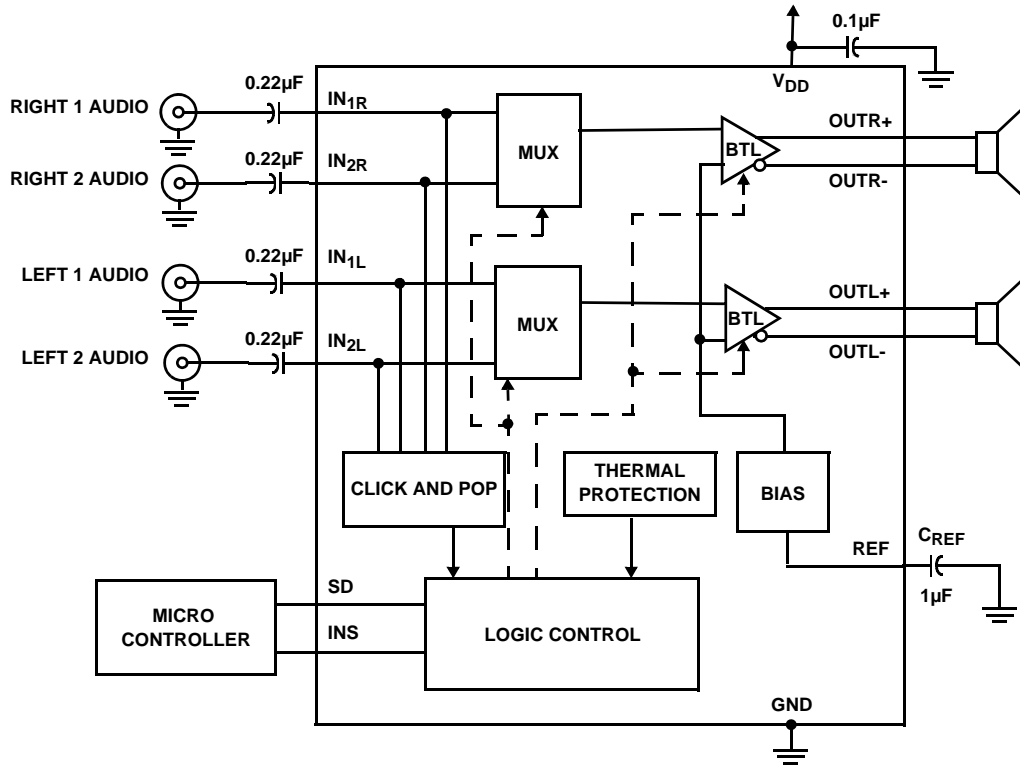 0.1µF
V_DD
0.22µF
RIGHT 1 AUDIO
IN_1R
MUX
OUTR+
BTL
0.22µF
RIGHT 2 AUDIO
IN_2R
OUTR-
0.22µF
LEFT 1 AUDIO
IN_1L
MUX
OUTL+
BTL
0.22µF
LEFT 2 AUDIO
IN_2L
OUTL-
CLICK AND POP
THERMAL
PROTECTION
BIAS
REF
C_REF
1µF
MICRO
CONTROLLER
SD
INS
LOGIC CONTROL
GND